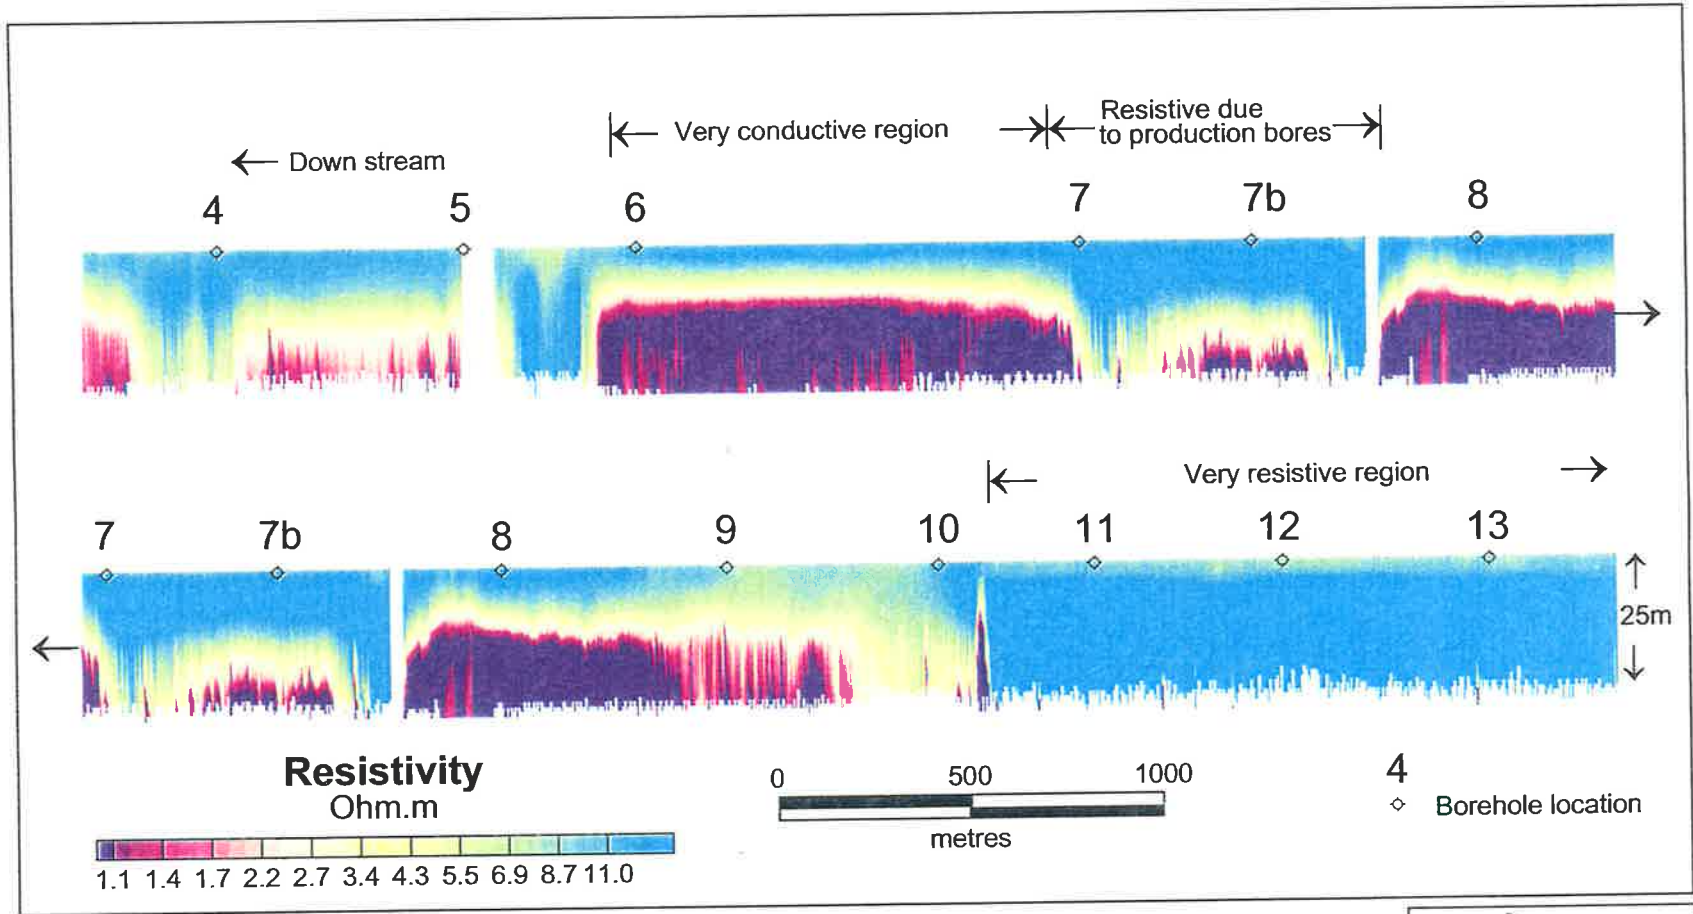 Resistive due
Very conductive region
to production bores
Down stream
4 5 6 7 7b 8
Very resistive region
7 7b 8 9 10 11 12 13
25m
Resistivity
Ohm.m
1.1 1.4 1.7 2.2 2.7 3.4 4.3 5.5 6.9 8.7 11.0
0 500 1000
metres
4
Borehole location